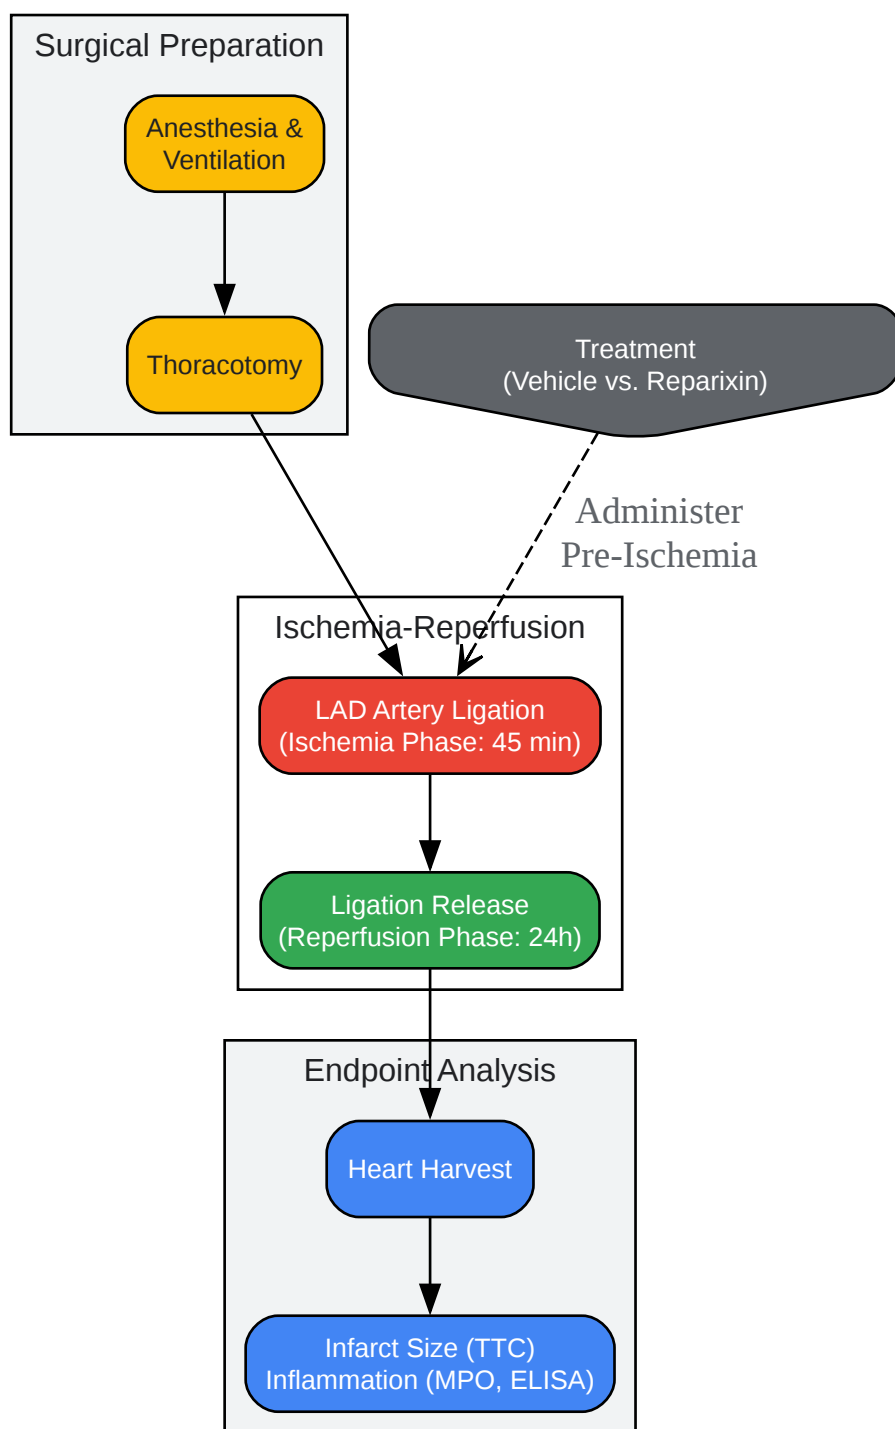 Surgical Preparation
Anesthesia &
Ventilation
Thoracotomy
Treatment
(Vehicle vs. Reparixin)
Administer
Pre-Ischemia
Ischemia-Reperfusion
LAD Artery Ligation
(Ischemia Phase: 45 min)
Ligation Release
(Reperfusion Phase: 24h)
Endpoint Analysis
Heart Harvest
Infarct Size (TTC)
Inflammation (MPO, ELISA)